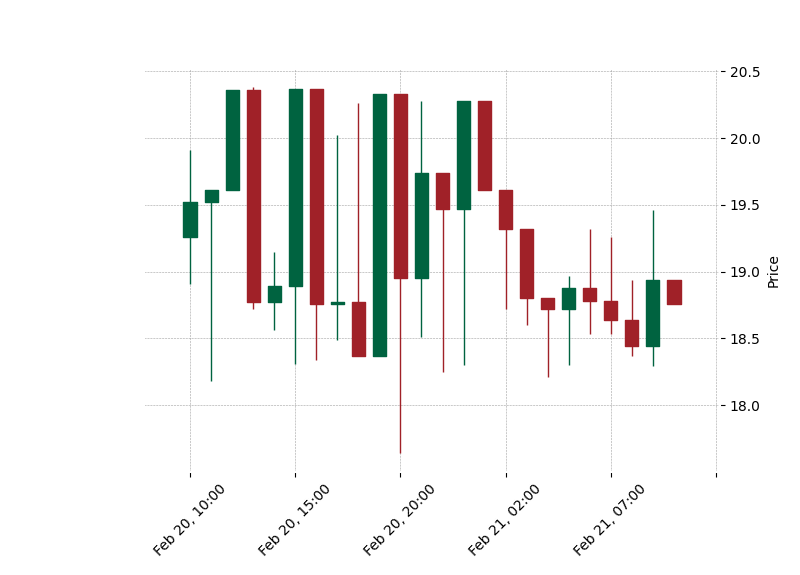 20.5
20.0
19.5
19.0
18.5
18.0
Price
Feb 20, 10:00
Feb 20, 15:00
Feb 20, 20:00
Feb 21, 02:00
Feb 21, 07:00